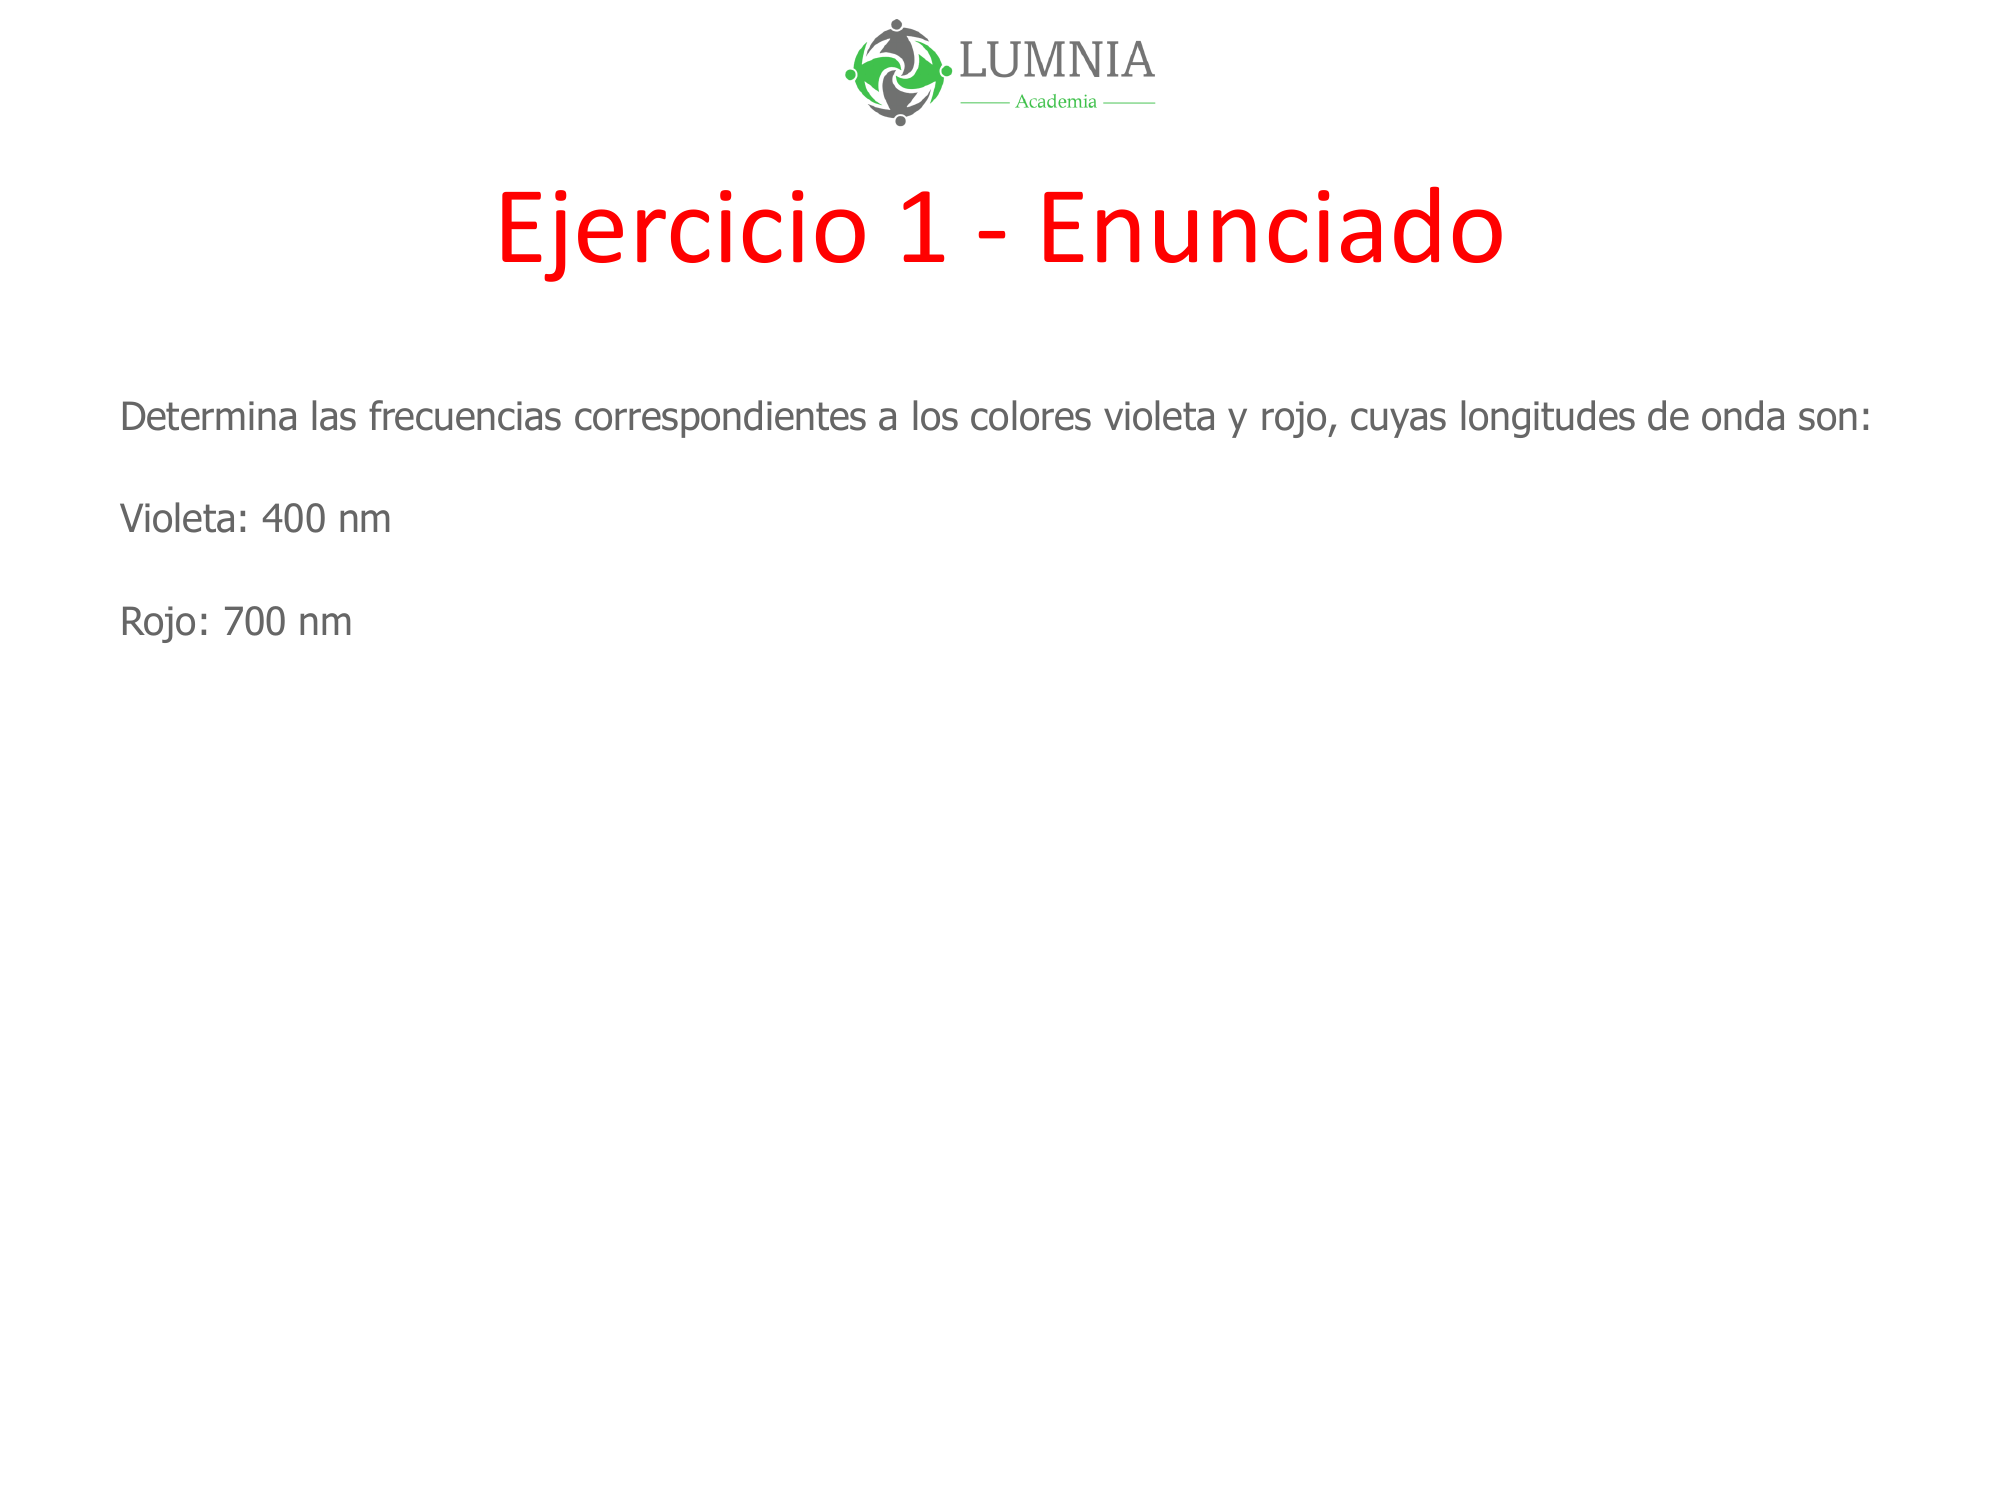 LUMNIA
Academia
Ejercicio 1 - Enunciado
Determina las frecuencias correspondientes a los colores violeta y rojo, cuyas longitudes de onda son:
Violeta: 400 nm
Rojo: 700 nm